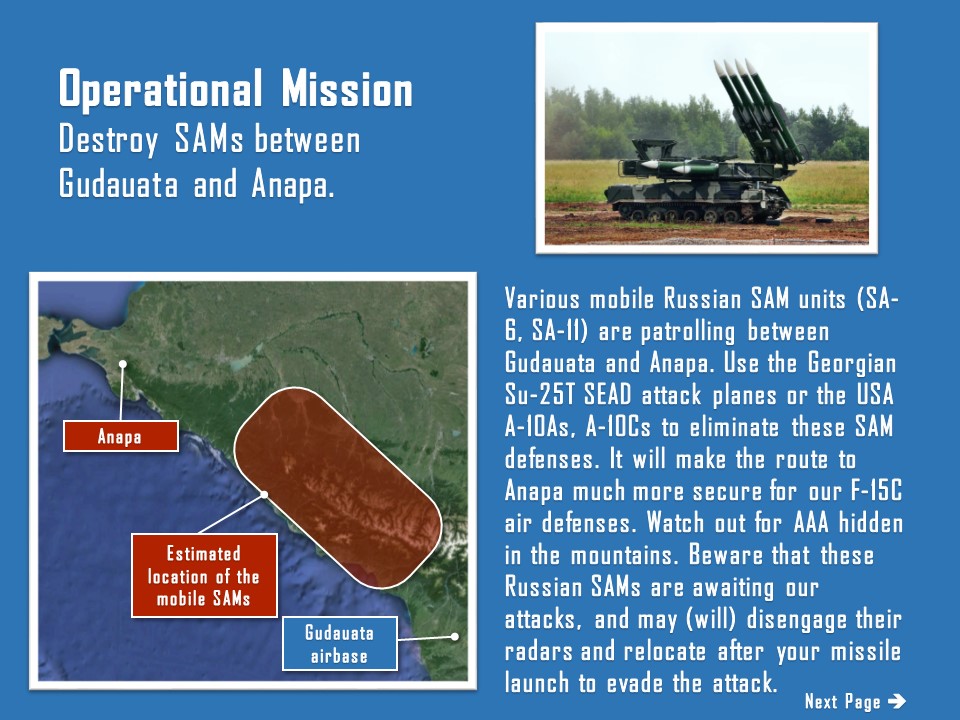 Operational Mission
Destroy SAMs between
Gudauata and Anapa.
Various mobile Russian SAM units (SA-
6, SA-11) are patrolling between
Gudauata and Anapa. Use the Georgian
Su-25T SEAD attack planes or the USA
A-10As, A-10Cs to eliminate these SAM
defenses. It will make the route to
Anapa much more secure for our F-15C
air defenses. Watch out for AAA hidden
in the mountains. Beware that these
Russian SAMs are awaiting our
attacks, and may (will) disengage their
radars and relocate after your missile
launch to evade the attack.
Anapa
Estimated
location of the
mobile SAMs
Gudauata
airbase
Next Page